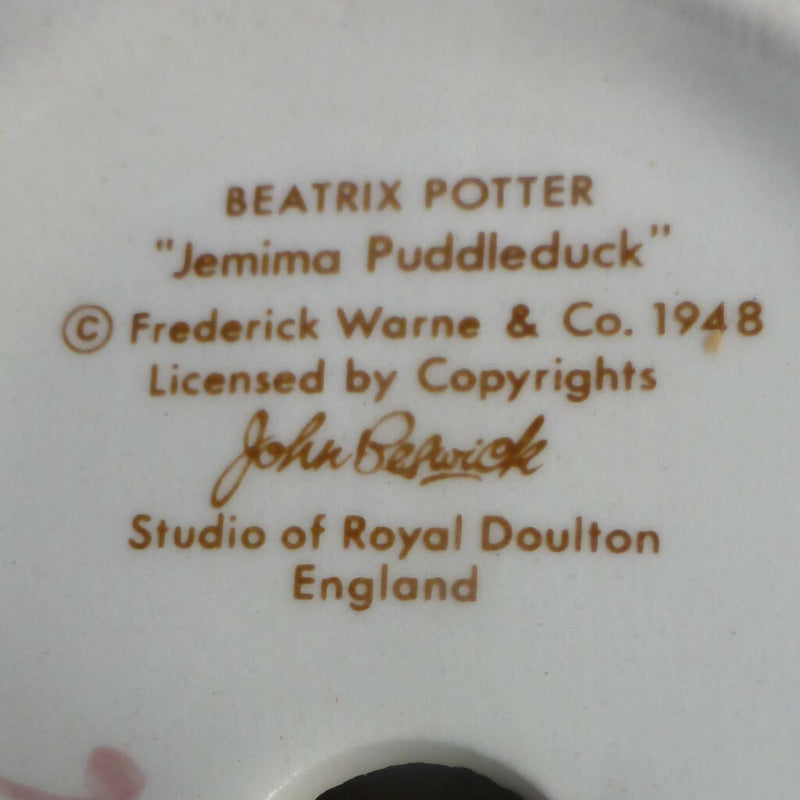 BEATRIX POTTER
"Jemima Puddleduck"
© Frederick Warne & Co. 1948
Licensed by Copyrights
John Beswick
Studio of Royal Doulton
England